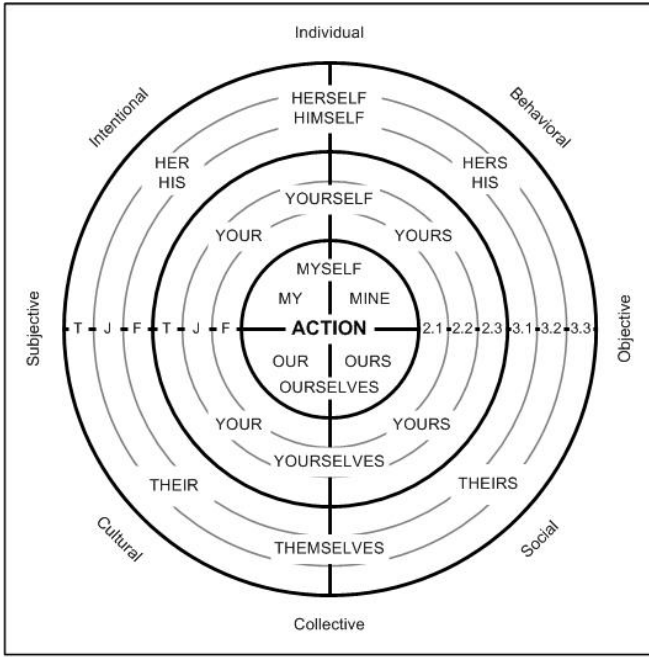 Individual
Intentional
Behavioral
HERSELF
HIMSELF
HER
HIS
HERS
HIS
YOURSELF
YOUR
YOURS
MYSELF
MY
MINE
Subjective
T J F T J F ACTION 2.1 2.2 2.3 3.1 3.2 3.3
Objective
OUR
OURS
OURSELVES
YOUR
YOURS
YOURSELVES
THEIR
THEIRS
Cultural
Social
THEMSELVES
Collective